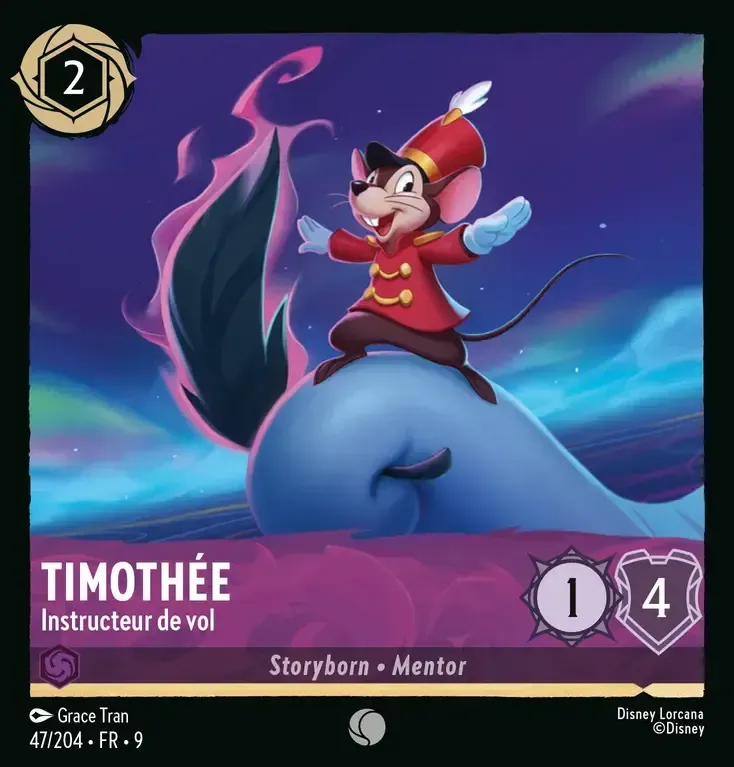 2
TIMOTHÉE
Instructeur de vol
1
4
Storyborn • Mentor
Grace Tran
47/204 • FR • 9
Disney Lorcana
©Disney